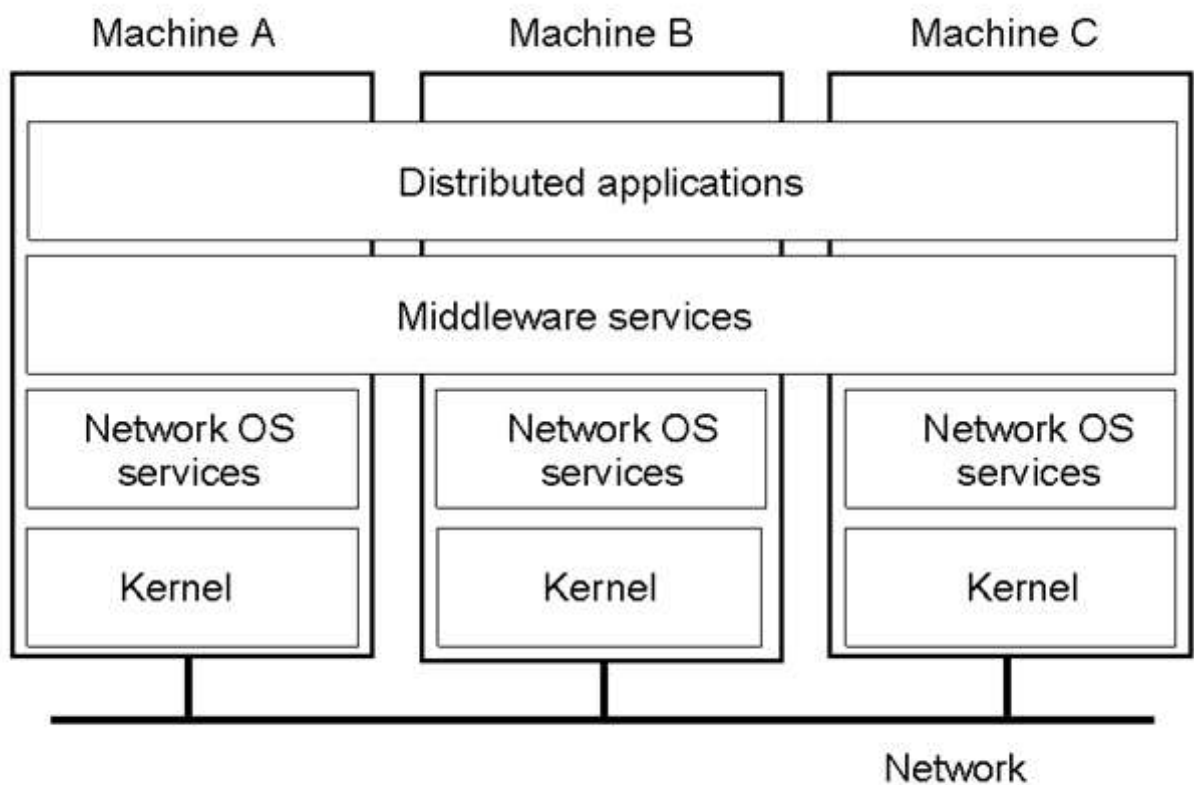 Machine A
Machine B
Machine C
Distributed applications
Middleware services
Network OS
services
Network OS
services
Network OS
services
Kernel
Kernel
Kernel
Network